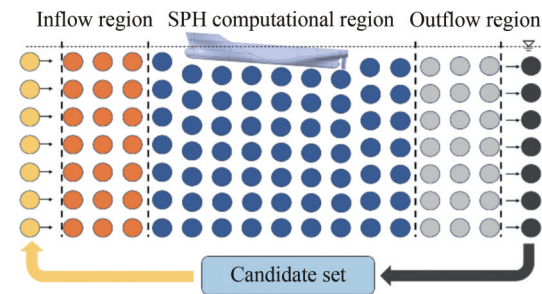 Inflow region
SPH computational region
Outflow region
Candidate set